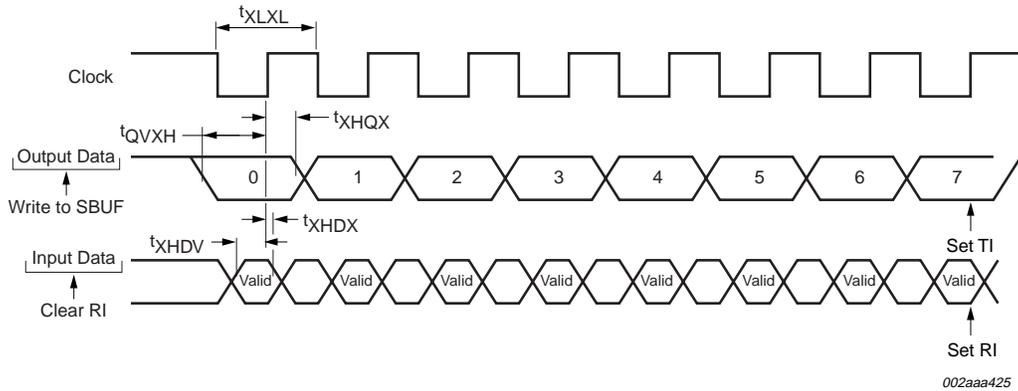 tXLXL
Clock
tXHQX
tQVXH
Output Data
0 1 2 3 4 5 6 7
Write to SBUF
tXHDX
Set TI
tXHDV
Input Data
Valid Valid Valid Valid Valid Valid Valid Valid
Clear RI
Set RI
002aaa425